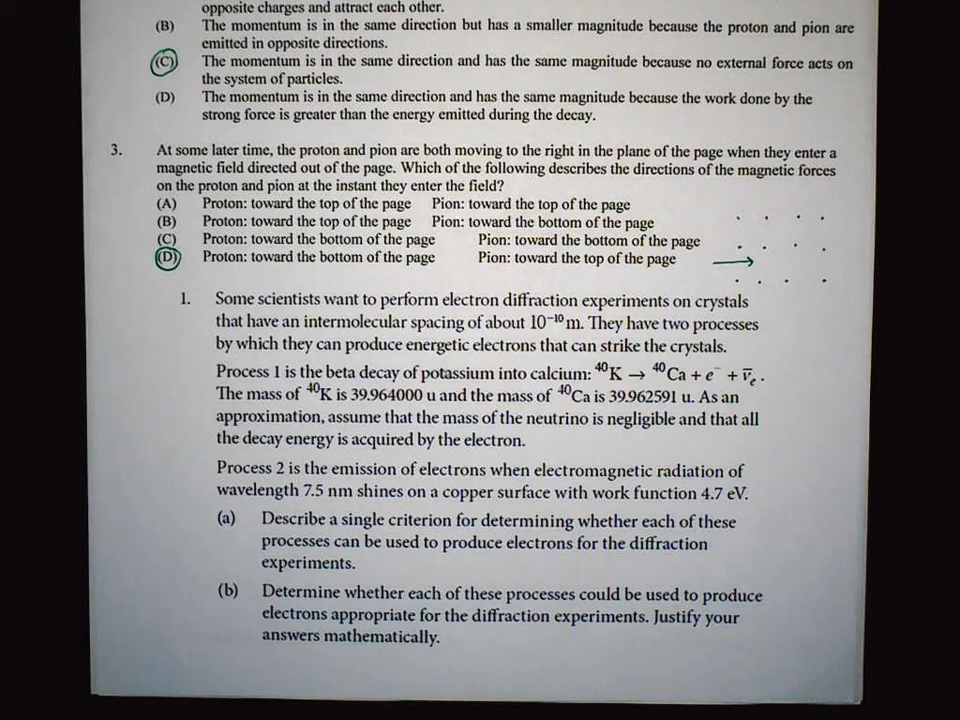 opposite charges and attract each other.
(B) The momentum is in the same direction but has a smaller magnitude because the proton and pion are
emitted in opposite directions.
(C) The momentum is in the same direction and has the same magnitude because no external force acts on
the system of particles.
(D) The momentum is in the same direction and has the same magnitude because the work done by the
strong force is greater than the energy emitted during the decay.
3. At some later time, the proton and pion are both moving to the right in the plane of the page when they enter a
magnetic field directed out of the page. Which of the following describes the directions of the magnetic forces
on the proton and pion at the instant they enter the field?
(A) Proton: toward the top of the page Pion: toward the top of the page
(B) Proton: toward the top of the page Pion: toward the bottom of the page
(C) Proton: toward the bottom of the page Pion: toward the bottom of the page
(D) Proton: toward the bottom of the page Pion: toward the top of the page
1. Some scientists want to perform electron diffraction experiments on crystals
that have an intermolecular spacing of about 10⁻¹⁰ m. They have two processes
by which they can produce energetic electrons that can strike the crystals.
Process 1 is the beta decay of potassium into calcium: ⁴⁰K → ⁴⁰Ca + e⁻ + ν̅ₑ.
The mass of ⁴⁰K is 39.964000 u and the mass of ⁴⁰Ca is 39.962591 u. As an
approximation, assume that the mass of the neutrino is negligible and that all
the decay energy is acquired by the electron.
Process 2 is the emission of electrons when electromagnetic radiation of
wavelength 7.5 nm shines on a copper surface with work function 4.7 eV.
(a) Describe a single criterion for determining whether each of these
processes can be used to produce electrons for the diffraction
experiments.
(b) Determine whether each of these processes could be used to produce
electrons appropriate for the diffraction experiments. Justify your
answers mathematically.